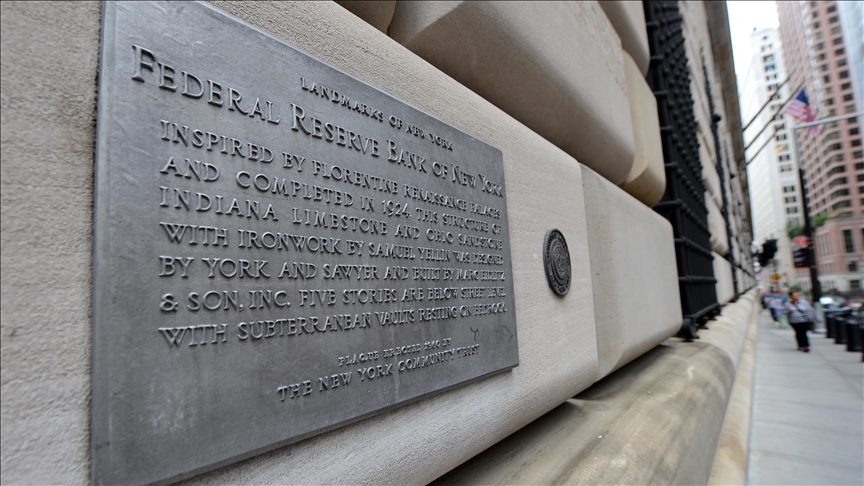 LANDMARKS OF NEW YORK
FEDERAL RESERVE BANK OF NEW YORK
INSPIRED BY FLORENTINE RENAISSANCE PALACES
AND COMPLETED IN 1924, THIS STRUCTURE OF
INDIANA LIMESTONE AND OHIO SANDSTONE
WITH IRONWORK BY SAMUEL YELLIN WAS DESIGNED
BY YORK AND SAWYER AND BUILT BY MARC EIDLITZ
& SON, INC. FIVE STORIES ARE BELOW STREET LEVEL
WITH SUBTERRANEAN VAULTS RESTING ON BEDROCK.
PLAQUE ERECTED 1960 BY
THE NEW YORK COMMUNITY TRUST